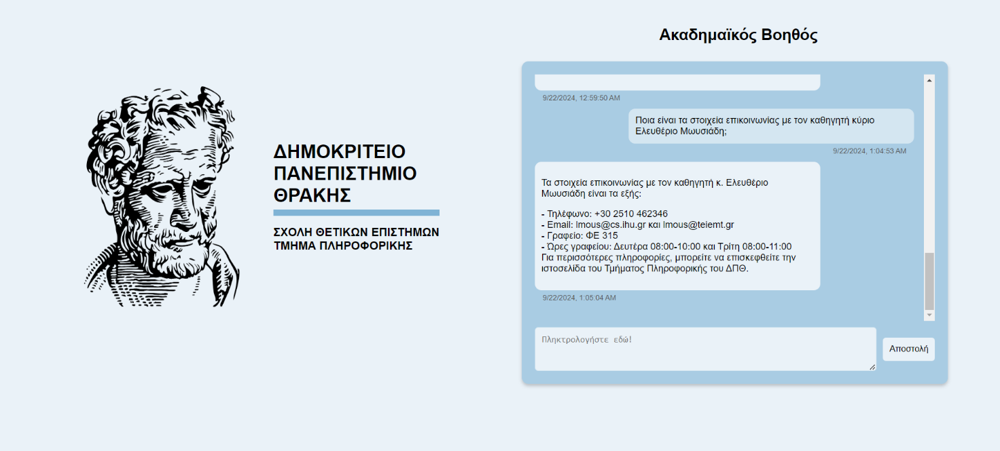 ΔΗΜΟΚΡΙΤΕΙΟ
ΠΑΝΕΠΙΣΤΗΜΙΟ
ΘΡΑΚΗΣ
ΣΧΟΛΗ ΘΕΤΙΚΩΝ ΕΠΙΣΤΗΜΩΝ
ΤΜΗΜΑ ΠΛΗΡΟΦΟΡΙΚΗΣ
Ακαδημαϊκός Βοηθός
9/22/2024, 12:59:50 AM
Ποια είναι τα στοιχεία επικοινωνίας με τον καθηγητή κύριο
Ελευθέριο Μωυσιάδη;
9/22/2024, 1:04:53 AM
Τα στοιχεία επικοινωνίας με τον καθηγητή κ. Ελευθέριο
Μωυσιάδη είναι τα εξής:
- Τηλέφωνο: +30 2510 462346
- Email: lmous@cs.ihu.gr και lmous@teiemt.gr
- Γραφείο: ΦΕ 315
- Ώρες γραφείου: Δευτέρα 08:00-10:00 και Τρίτη 08:00-11:00
Για περισσότερες πληροφορίες, μπορείτε να επισκεφθείτε την
ιστοσελίδα του Τμήματος Πληροφορικής του ΔΠΘ.
9/22/2024, 1:05:04 AM
Πληκτρολογήστε εδώ!
Αποστολή